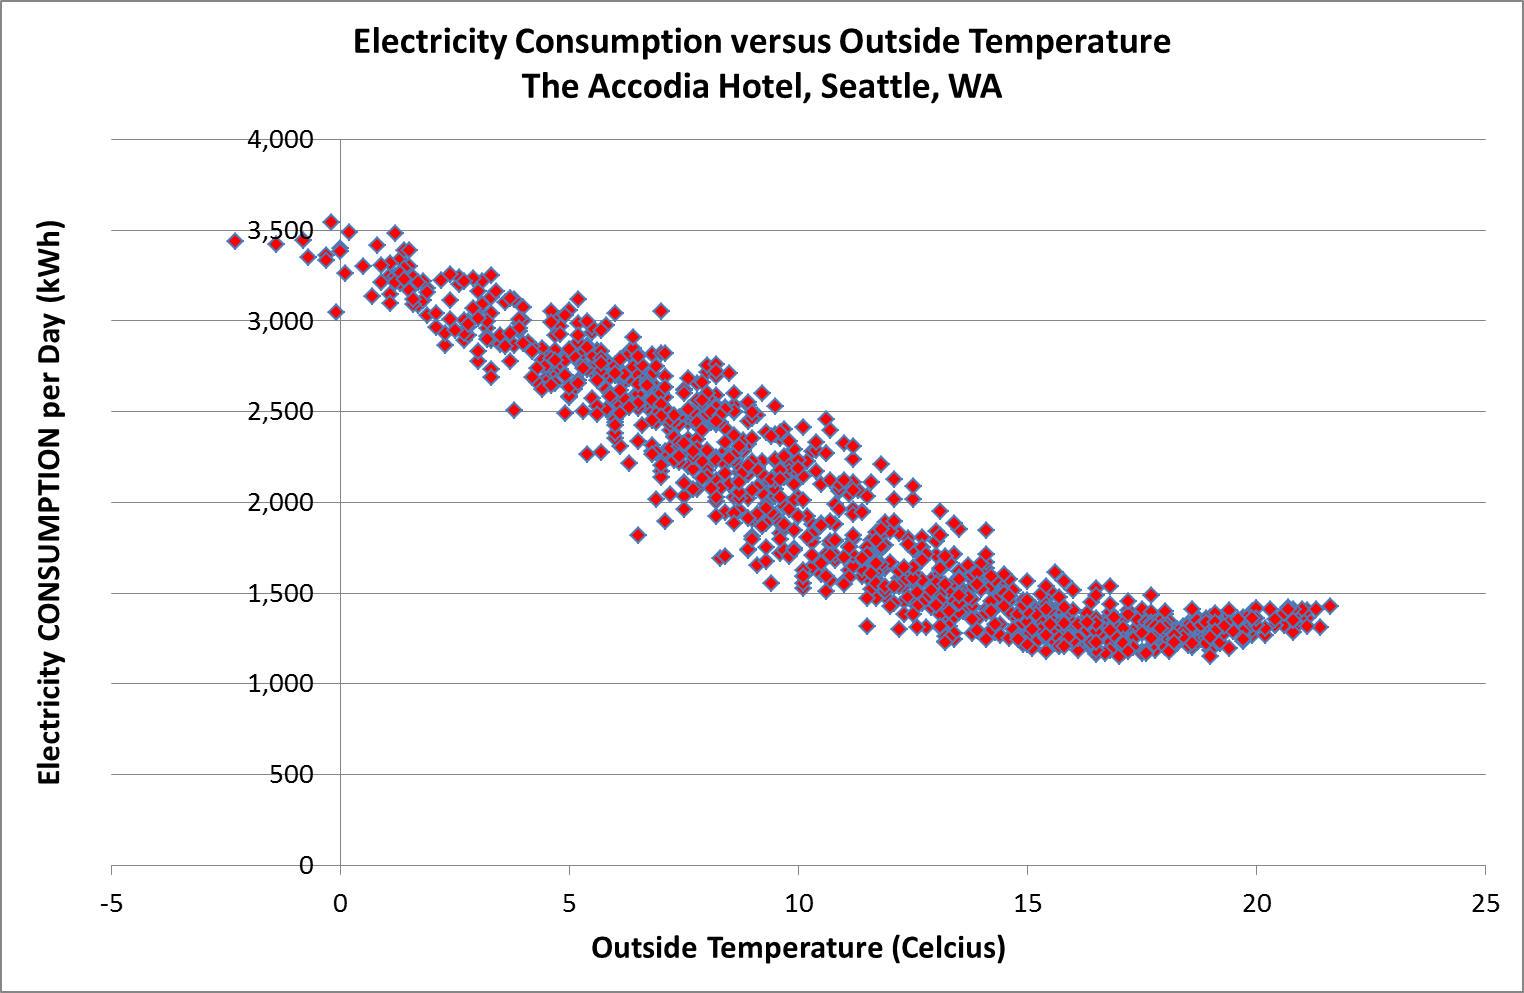 Electricity Consumption versus Outside Temperature
The Accodia Hotel, Seattle, WA
Electricity CONSUMPTION per Day (kWh)
4,000
3,500
3,000
2,500
2,000
1,500
1,000
500
0
-5 0 5 10 15 20 25
Outside Temperature (Celcius)